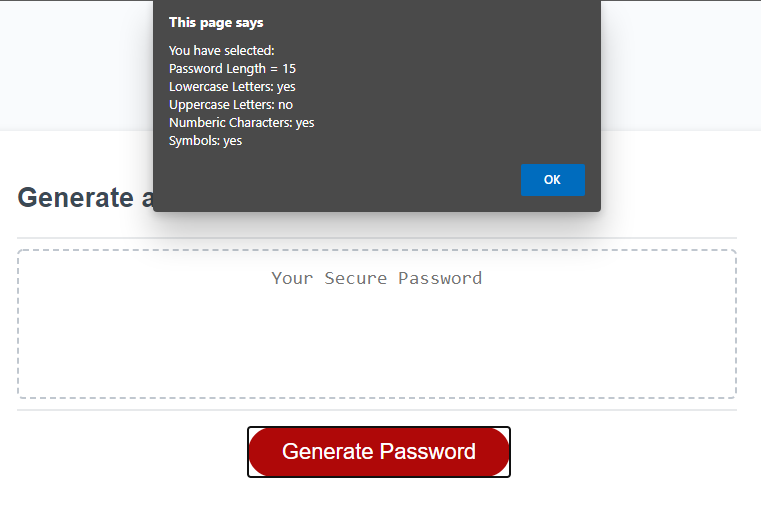 This page says
You have selected:
Password Length = 15
Lowercase Letters: yes
Uppercase Letters: no
Numberic Characters: yes
Symbols: yes
OK
Generate a
Your Secure Password
Generate Password